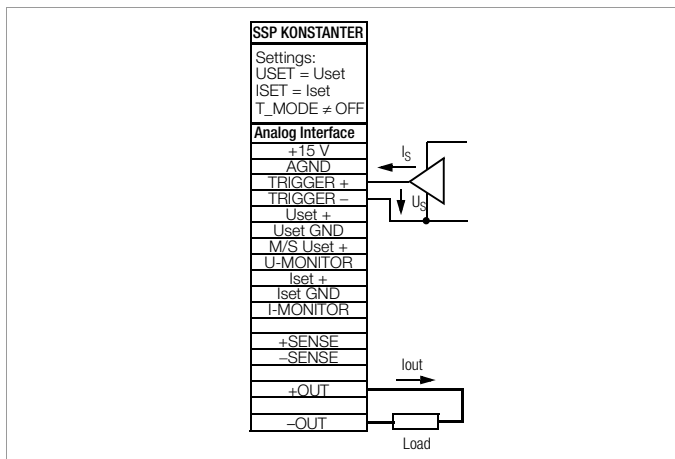 SSP KONSTANTER
Settings:
USET = Uset
ISET = Iset
T_MODE ≠ OFF
Analog Interface
+15 V
AGND
TRIGGER +
TRIGGER –
Uset +
Uset GND
M/S Uset +
U-MONITOR
Iset +
Iset GND
I-MONITOR
+SENSE
–SENSE
+OUT
–OUT
IS
US
Iout
Load